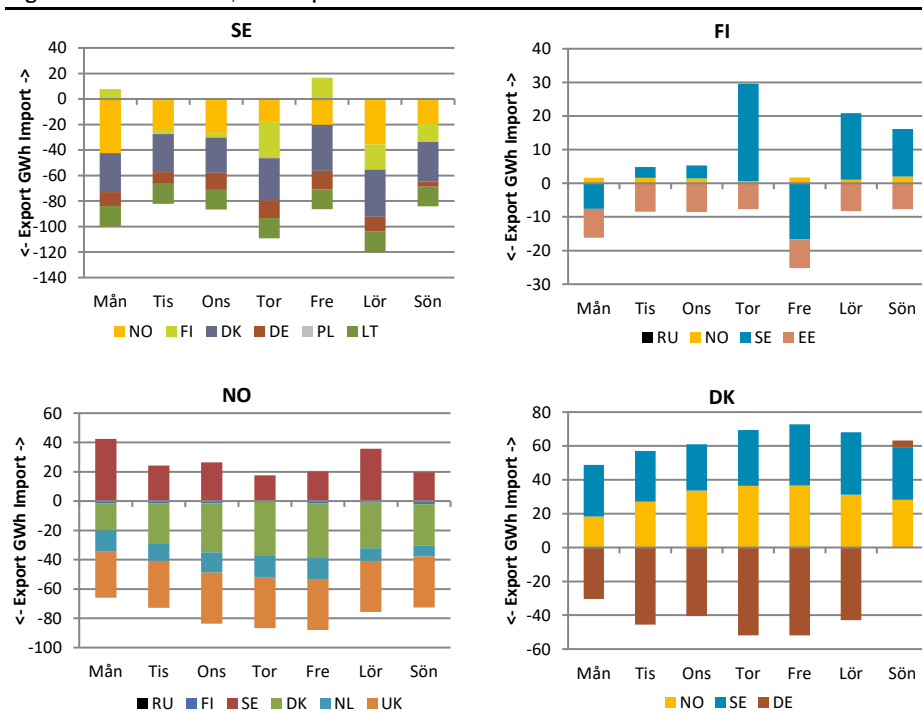 SE
40
20
0
-20
-40
-60
-80
-100
-120
-140
<- Export GWh Import ->
Mån Tis Ons Tor Fre Lör Sön
NO FI DK DE PL LT
FI
40
30
20
10
0
-10
-20
-30
<- Export GWh Import ->
Mån Tis Ons Tor Fre Lör Sön
RU NO SE EE
NO
60
40
20
0
-20
-40
-60
-80
-100
<- Export GWh Import ->
Mån Tis Ons Tor Fre Lör Sön
RU FI SE DK NL UK
DK
80
60
40
20
0
-20
-40
-60
<- Export GWh Import ->
Mån Tis Ons Tor Fre Lör Sön
NO SE DE